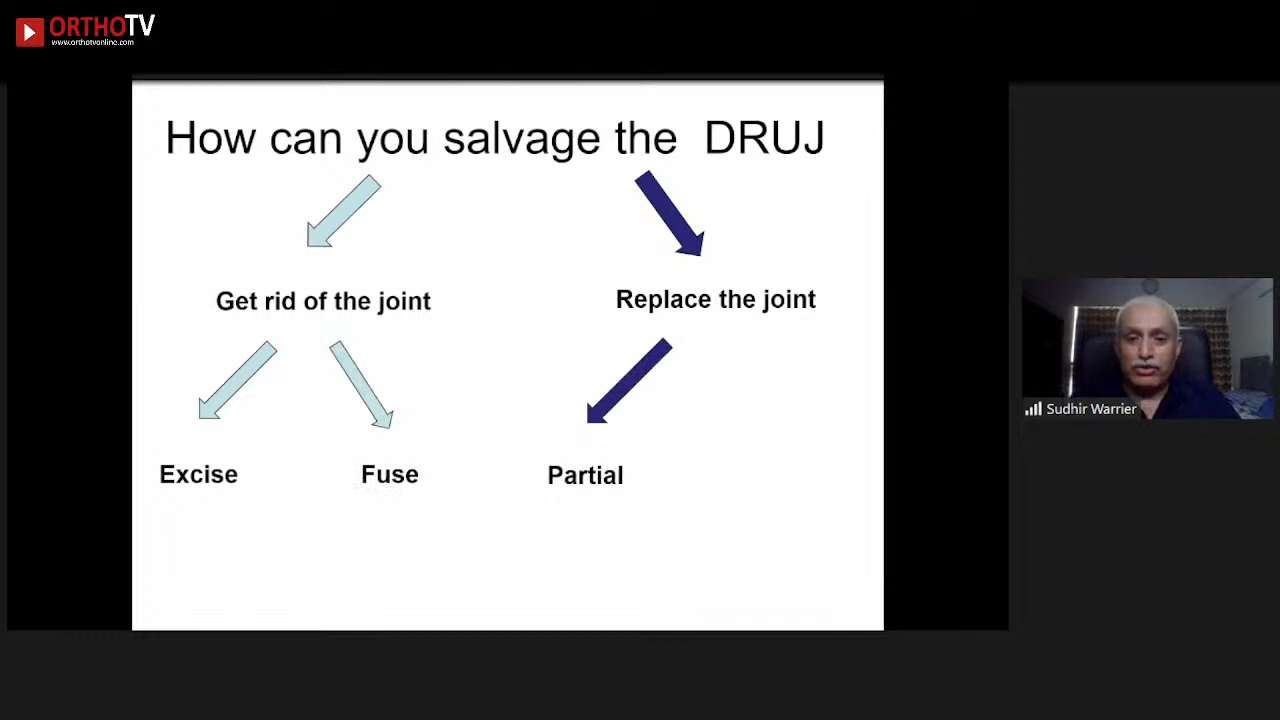 ORTHOTV
www.orthotvonline.com
How can you salvage the DRUJ
Get rid of the joint
Replace the joint
Excise
Fuse
Partial
Sudhir Warrier